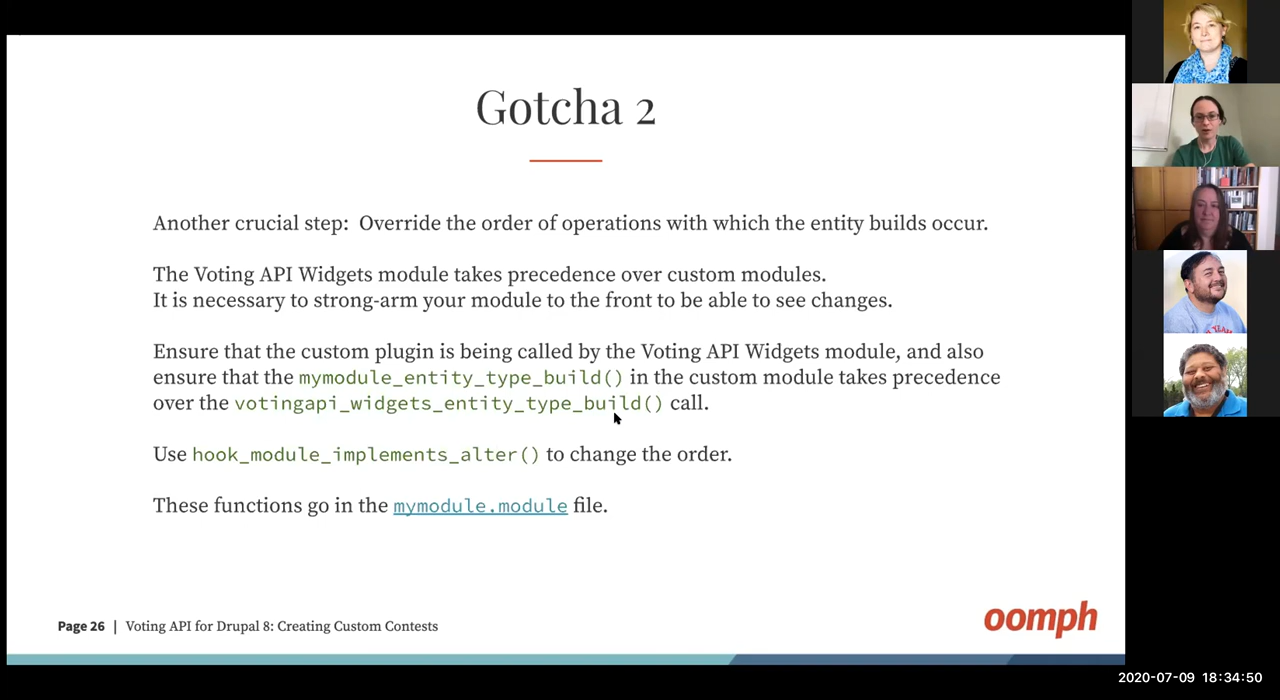 Gotcha 2
Another crucial step:  Override the order of operations with which the entity builds occur.
The Voting API Widgets module takes precedence over custom modules.
It is necessary to strong-arm your module to the front to be able to see changes.
Ensure that the custom plugin is being called by the Voting API Widgets module, and also
ensure that the mymodule_entity_type_build() in the custom module takes precedence
over the votingapi_widgets_entity_type_build() call.
Use hook_module_implements_alter() to change the order.
These functions go in the mymodule.module file.
Page 26 | Voting API for Drupal 8: Creating Custom Contests
oomph
2020-07-09 18:34:50